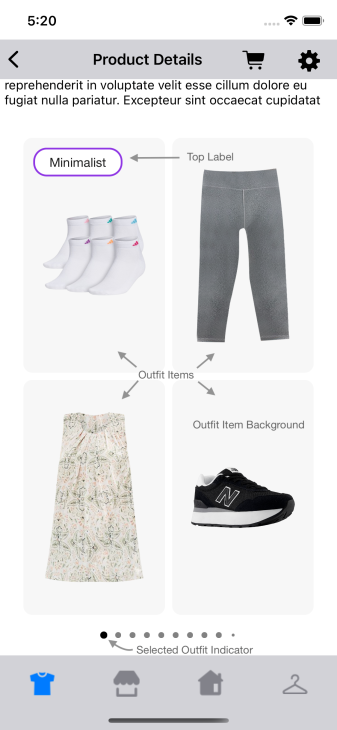 5:20
Product Details
reprehenderit in voluptate velit esse cillum dolore eu
fugiat nulla pariatur. Excepteur sint occaecat cupidatat
Minimalist
Top Label
Outfit Items
Outfit Item Background
N
Selected Outfit Indicator